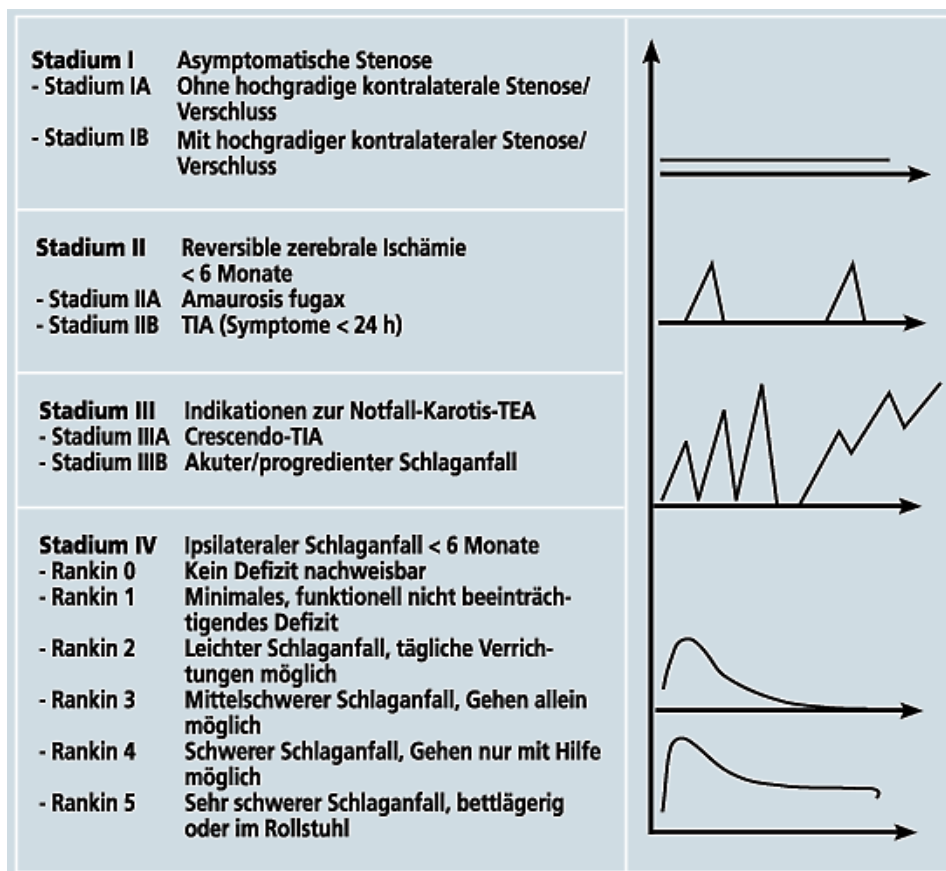 Stadium I Asymptomatische Stenose
- Stadium IA Ohne hochgradige kontralaterale Stenose/
Verschluss
- Stadium IB Mit hochgradiger kontralateraler Stenose/
Verschluss
Stadium II Reversible zerebrale Ischämie
< 6 Monate
- Stadium IIA Amaurosis fugax
- Stadium IIB TIA (Symptome < 24 h)
Stadium III Indikationen zur Notfall-Karotis-TEA
- Stadium IIIA Crescendo-TIA
- Stadium IIIB Akuter/progredienter Schlaganfall
Stadium IV Ipsilateraler Schlaganfall < 6 Monate
- Rankin 0 Kein Defizit nachweisbar
- Rankin 1 Minimales, funktionell nicht beeinträch-
tigendes Defizit
- Rankin 2 Leichter Schlaganfall, tägliche Verrich-
tungen möglich
- Rankin 3 Mittelschwerer Schlaganfall, Gehen allein
möglich
- Rankin 4 Schwerer Schlaganfall, Gehen nur mit Hilfe
möglich
- Rankin 5 Sehr schwerer Schlaganfall, bettlägerig
oder im Rollstuhl